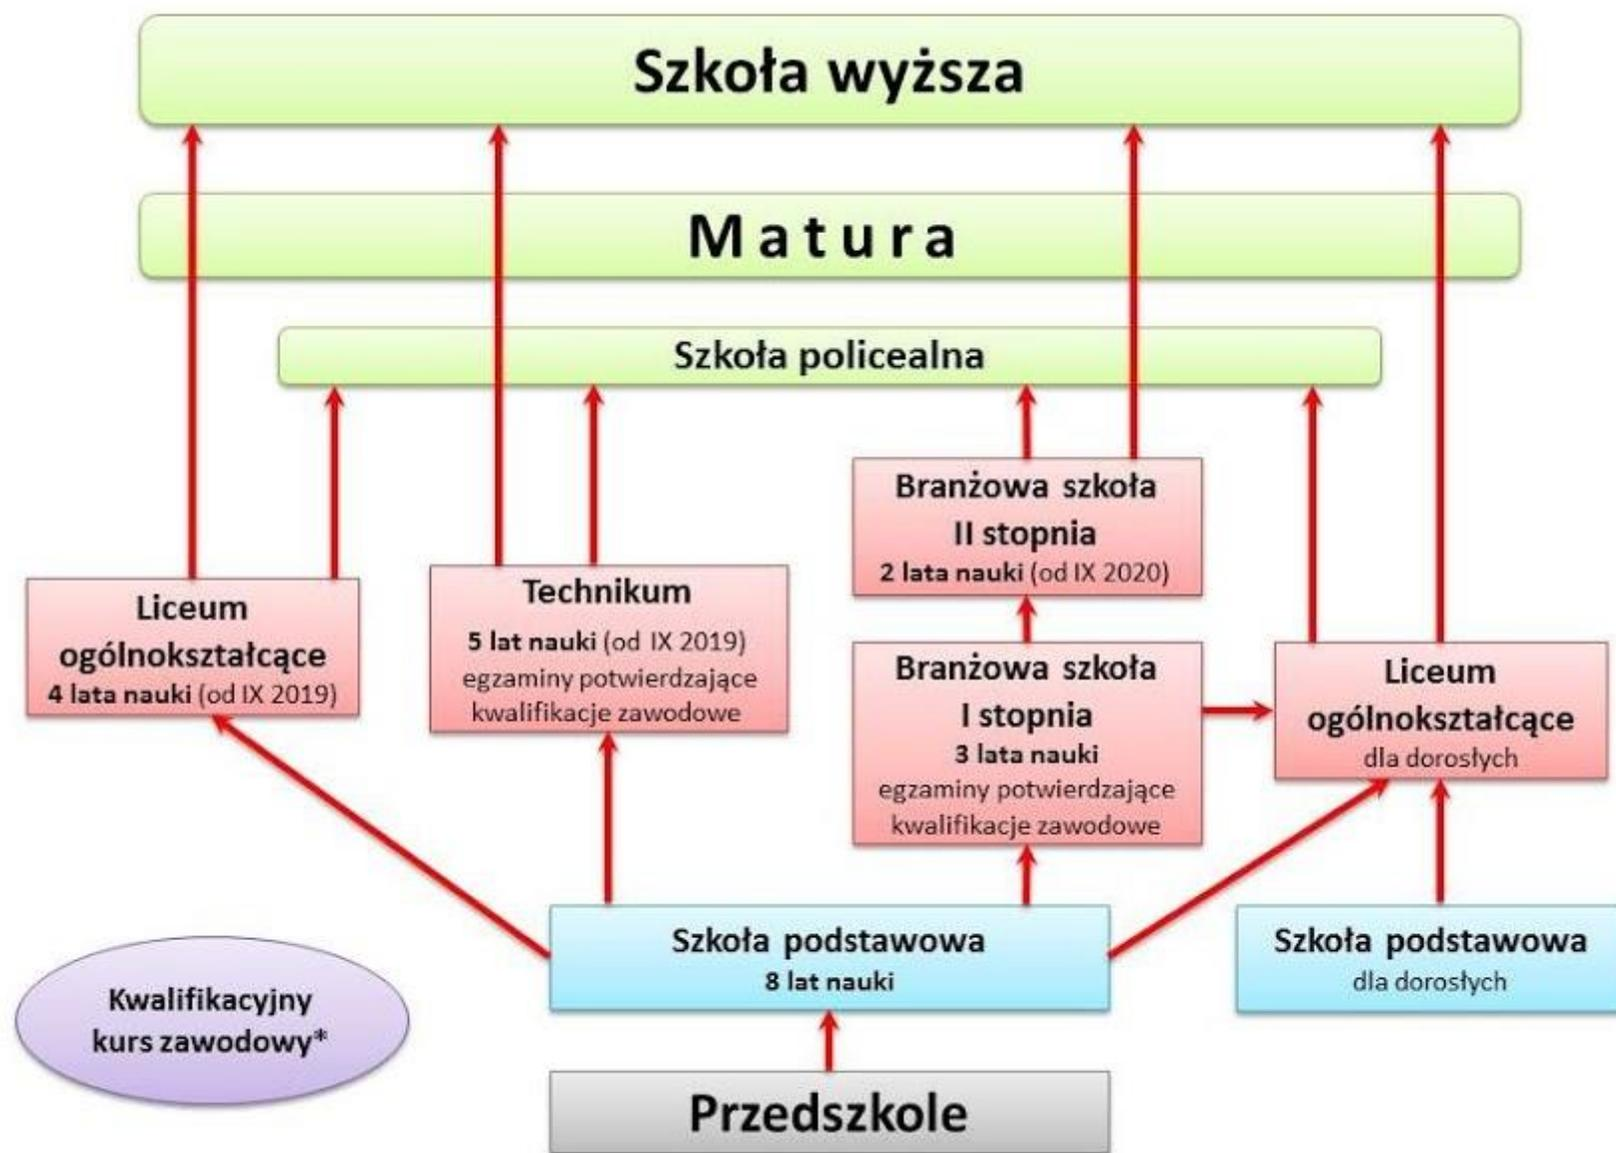 Szkoła wyższa
Matura
Szkoła policealna
Branżowa szkoła
II stopnia
2 lata nauki (od IX 2020)
Liceum
ogólnokształcące
4 lata nauki (od IX 2019)
Technikum
5 lat nauki (od IX 2019)
egzaminy potwierdzające
kwalifikacje zawodowe
Branżowa szkoła
I stopnia
3 lata nauki
egzaminy potwierdzające
kwalifikacje zawodowe
Liceum
ogólnokształcące
dla dorosłych
Szkoła podstawowa
8 lat nauki
Szkoła podstawowa
dla dorosłych
Kwalifikacyjny
kurs zawodowy*
Przedszkole